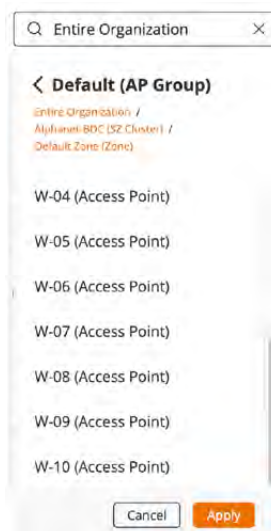 Entire Organization
Default (AP Group)
Entire Organization /
Alphanet-BDC (SZ Cluster) /
Default Zone (Zone)
W-04 (Access Point)
W-05 (Access Point)
W-06 (Access Point)
W-07 (Access Point)
W-08 (Access Point)
W-09 (Access Point)
W-10 (Access Point)
Cancel Apply